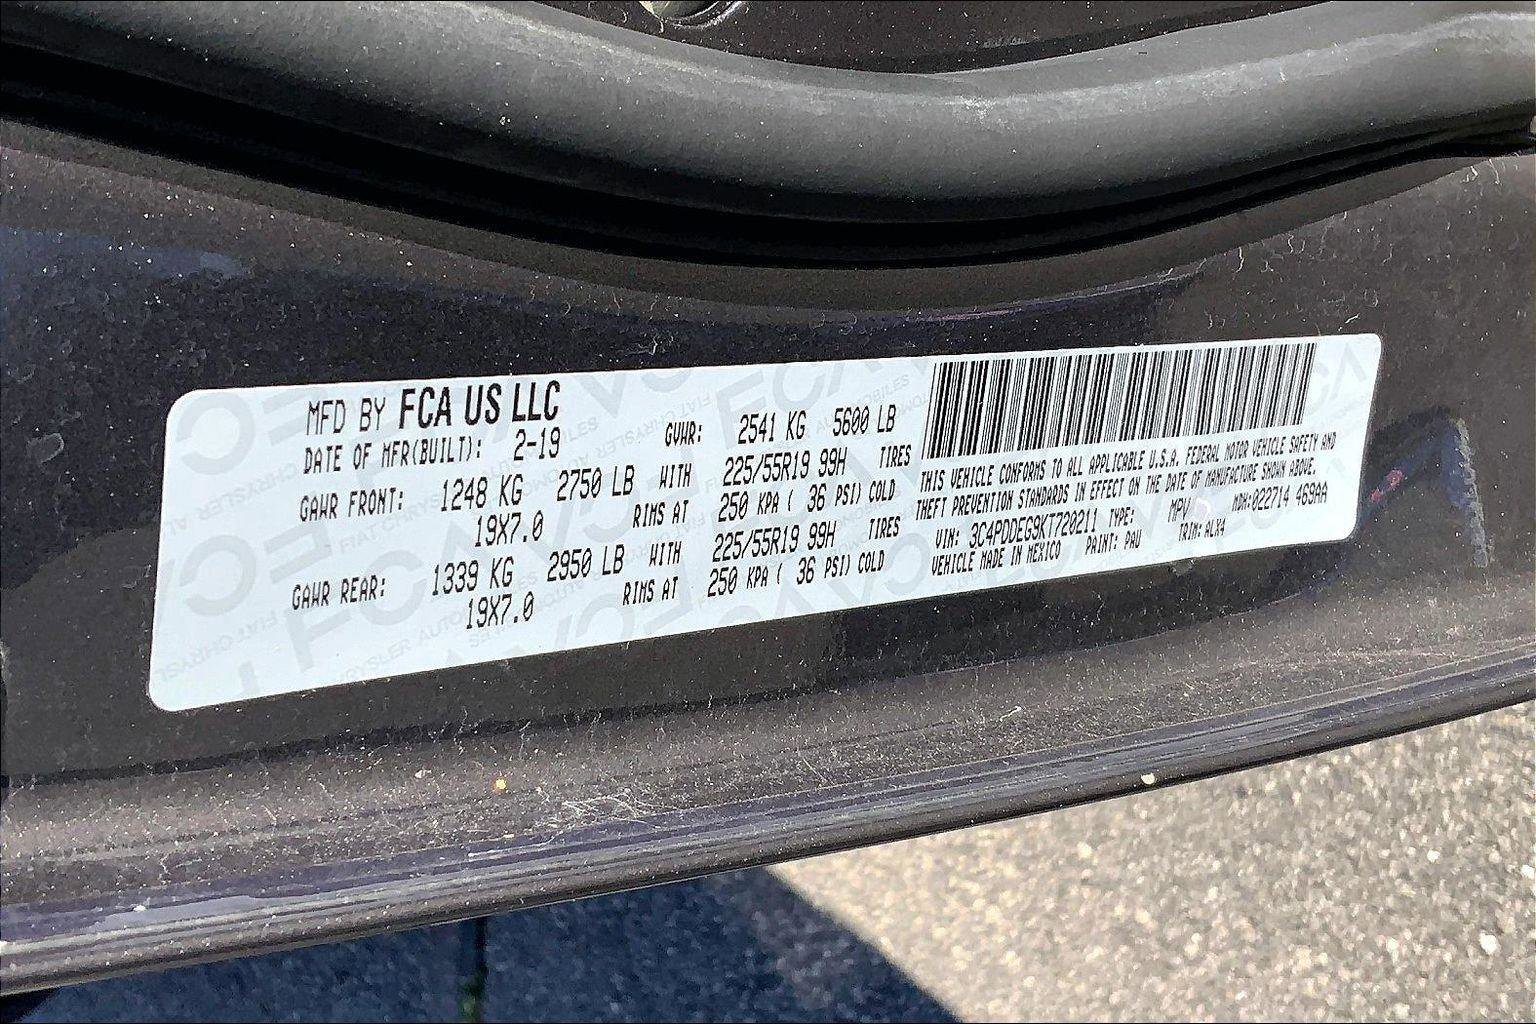 MFD BY FCA US LLC
DATE OF MFR(BUILT): 2-19 GVWR: 2541 KG 5600 LB
GAWR FRONT: 1248 KG 2750 LB WITH 225/55R19 99H TIRES
19X7.0 RIMS AT 250 KPA ( 36 PSI) COLD
GAWR REAR: 1339 KG 2950 LB WITH 225/55R19 99H TIRES
19X7.0 RIMS AT 250 KPA ( 36 PSI) COLD
THIS VEHICLE CONFORMS TO ALL APPLICABLE U.S.A. FEDERAL MOTOR VEHICLE SAFETY AND
THEFT PREVENTION STANDARDS IN EFFECT ON THE DATE OF MANUFACTURE SHOWN ABOVE.
VIN: 3C4PDDEG9KT720211 TYPE: MPV MDH:022714 469AA
VEHICLE MADE IN MEXICO PAINT: PAU TRIM: ALX4